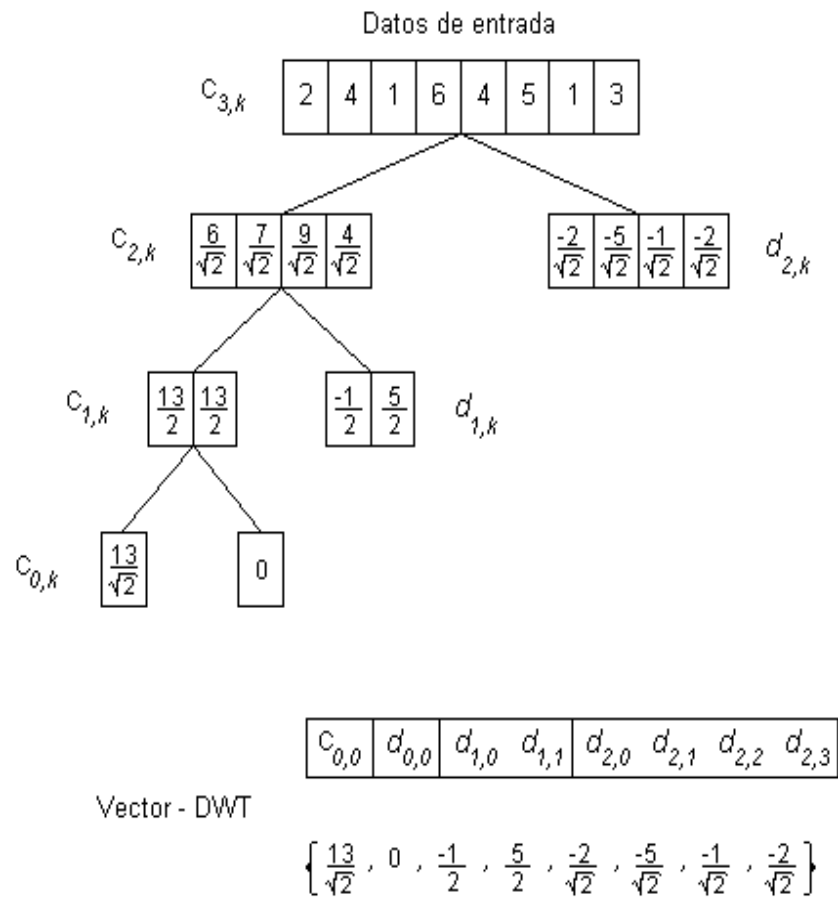 Datos de entrada
c3,k 2 4 1 6 4 5 1 3
c2,k 6/√2 7/√2 9/√2 4/√2 -2/√2 -5/√2 -1/√2 -2/√2 d2,k
c1,k 13/2 13/2 -1/2 5/2 d1,k
c0,k 13/√2 0
c0,0 d0,0 d1,0 d1,1 d2,0 d2,1 d2,2 d2,3
Vector - DWT
{ 13/√2 , 0 , -1/2 , 5/2 , -2/√2 , -5/√2 , -1/√2 , -2/√2 }